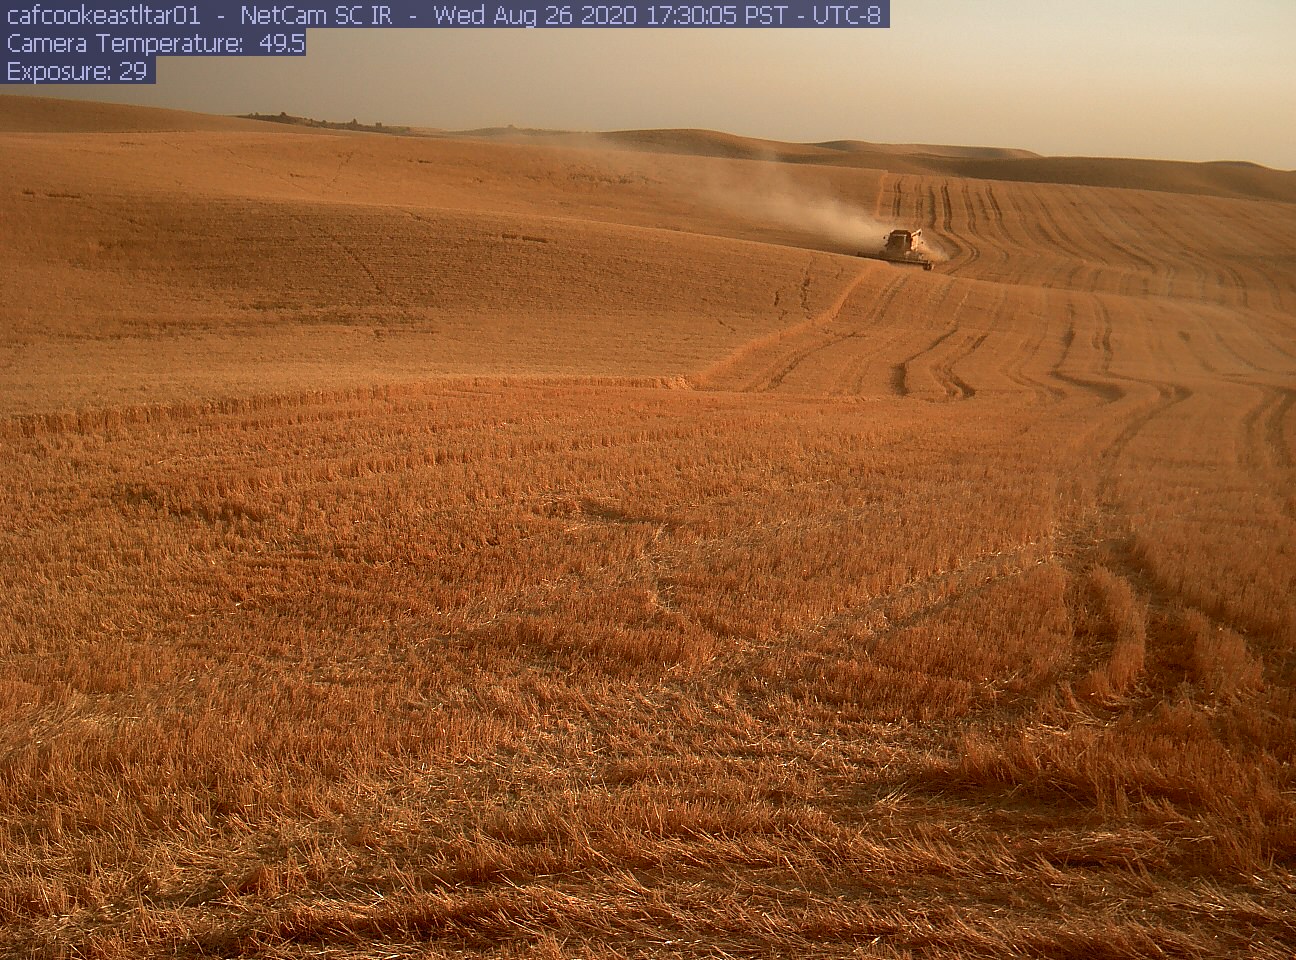 cafcookeastltar01 - NetCam SC IR - Wed Aug 26 2020 17:30:05 PST - UTC-8
Camera Temperature: 49.5
Exposure: 29